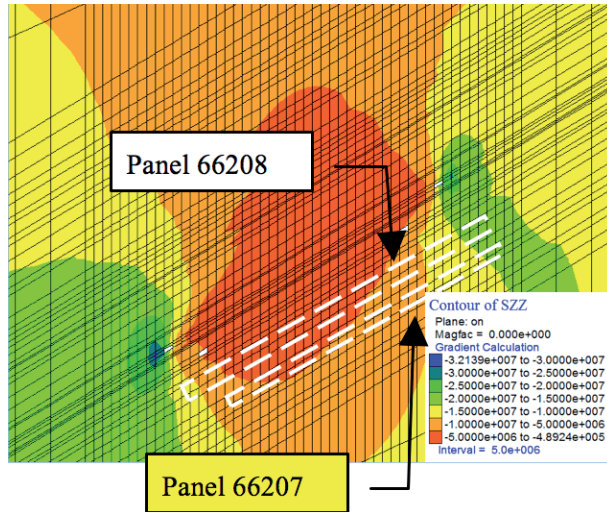 Panel 66208
Contour of SZZ
Plane: on
Magfac = 0.000e+000
Gradient Calculation
-3.2139e+007 to -3.0000e+007
-3.0000e+007 to -2.5000e+007
-2.5000e+007 to -2.0000e+007
-2.0000e+007 to -1.5000e+007
-1.5000e+007 to -1.0000e+007
-1.0000e+007 to -5.0000e+006
-5.0000e+006 to -4.8924e+005
Interval = 5.0e+006
Panel 66207